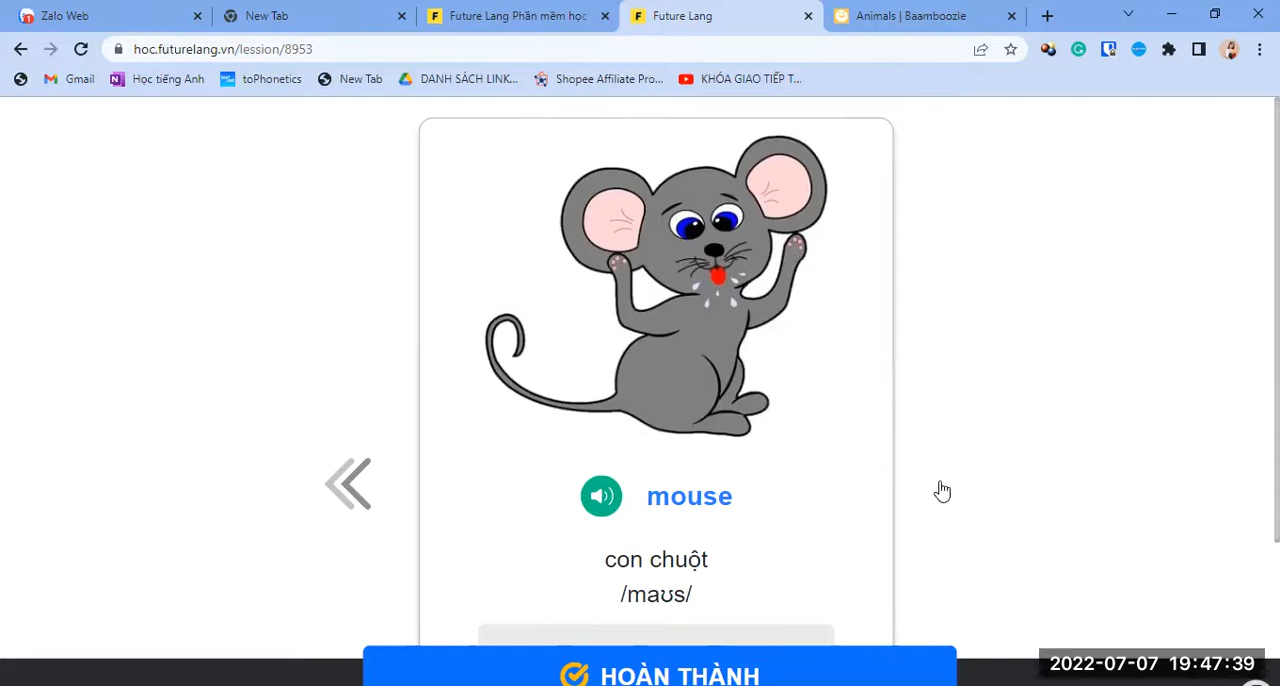 Zalo Web
New Tab
Future Lang Phần mềm học
Future Lang
Animals | Baamboozle
hoc.futurelang.vn/lession/8953
Gmail
Học tiếng Anh
toPhonetics
New Tab
DANH SÁCH LINK...
Shopee Affiliate Pro...
KHÓA GIAO TIẾP T...
mouse
con chuột
/maʊs/
HOÀN THÀNH
2022-07-07 19:47:39